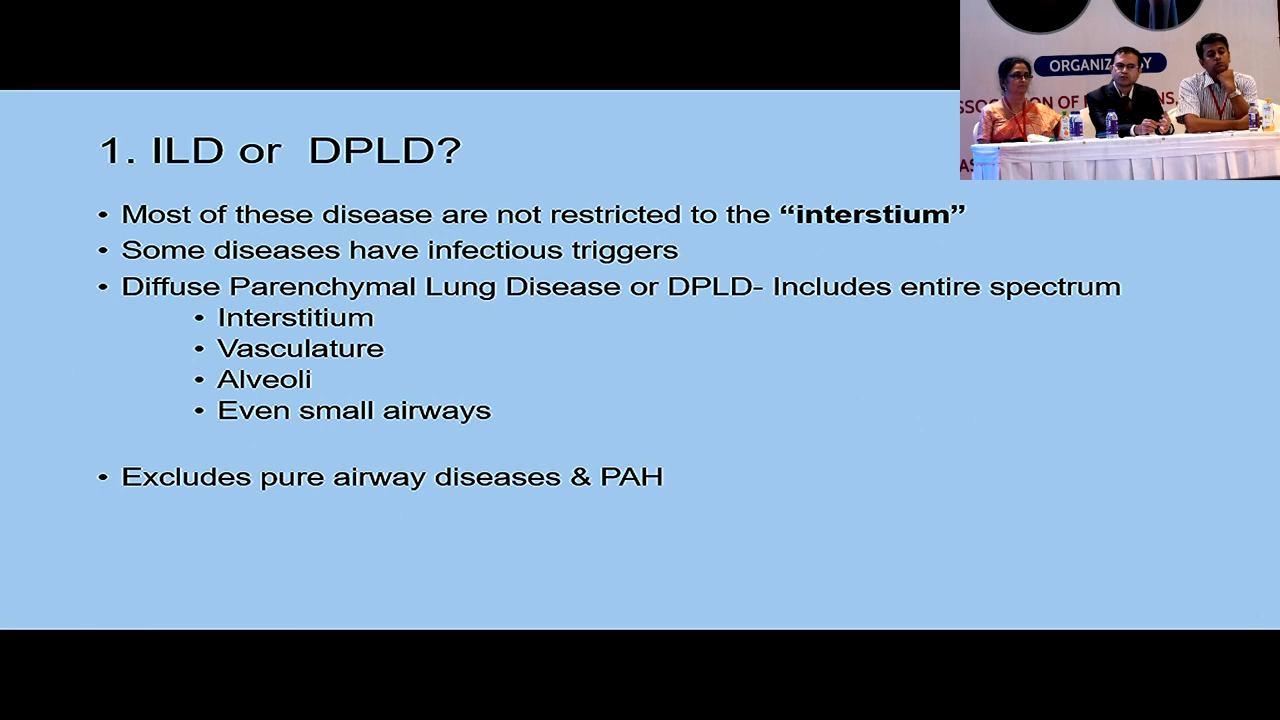 ORGANIZ BY
OF
1. ILD or DPLD?
• Most of these disease are not restricted to the “interstium”
• Some diseases have infectious triggers
• Diffuse Parenchymal Lung Disease or DPLD- Includes entire spectrum
• Interstitium
• Vasculature
• Alveoli
• Even small airways
• Excludes pure airway diseases & PAH